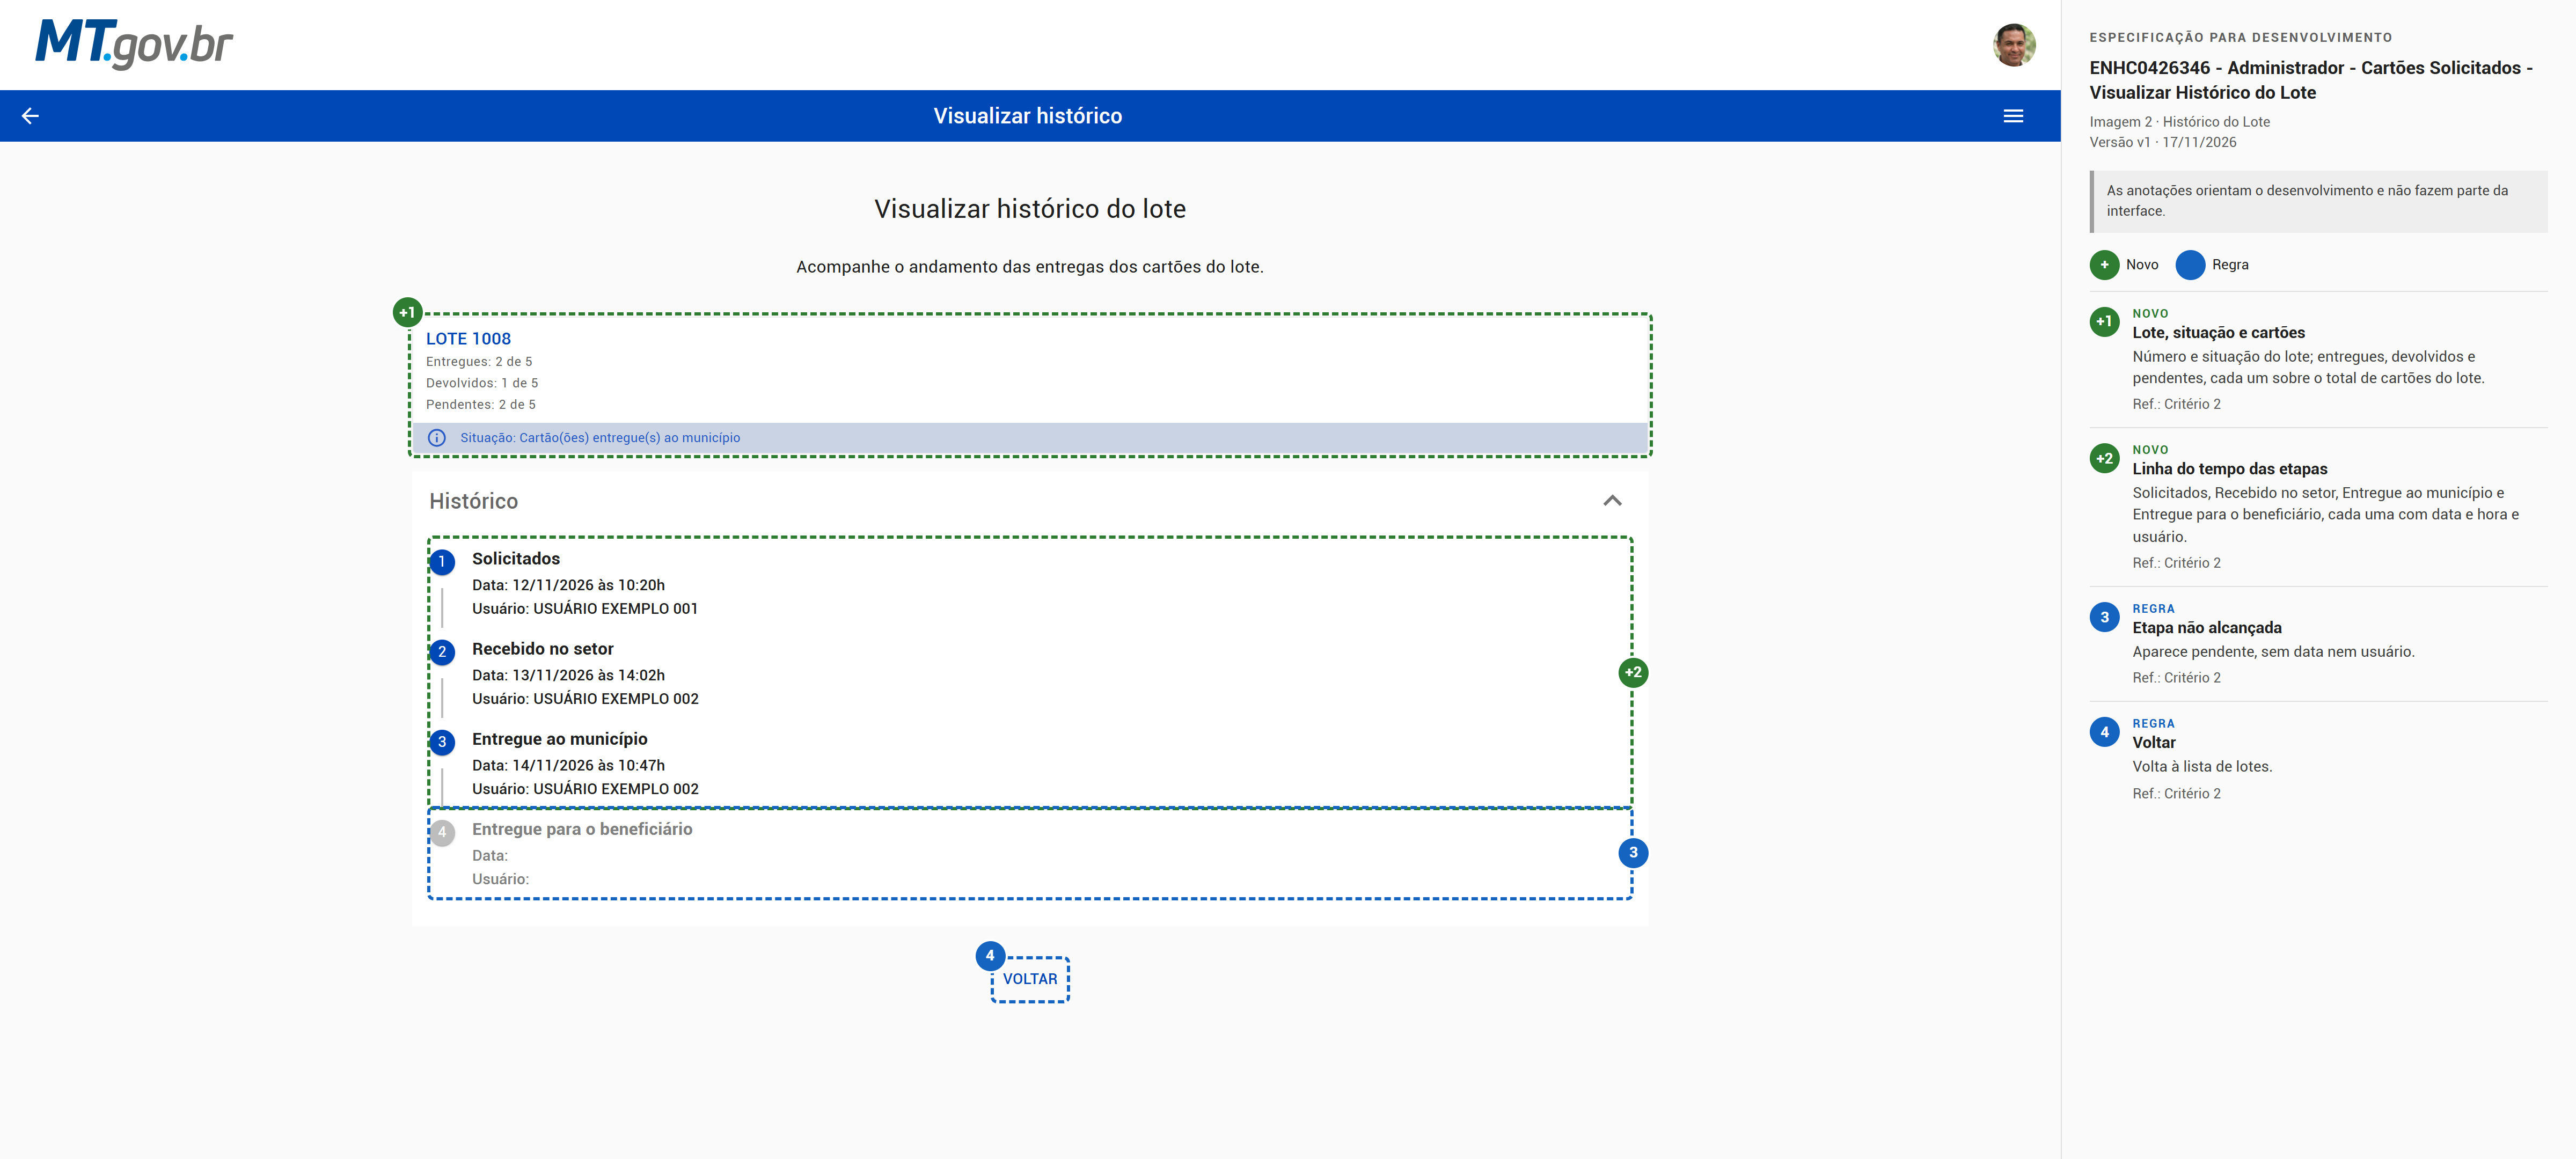 MT.gov.br
Visualizar histórico
Visualizar histórico do lote
Acompanhe o andamento das entregas dos cartões do lote.
+1
LOTE 1008
Entregues: 2 de 5
Devolvidos: 1 de 5
Pendentes: 2 de 5
Situação: Cartão(ões) entregue(s) ao município
Histórico
1
Solicitados
Data: 12/11/2026 às 10:20h
Usuário: USUÁRIO EXEMPLO 001
2
Recebido no setor
Data: 13/11/2026 às 14:02h
Usuário: USUÁRIO EXEMPLO 002
+2
3
Entregue ao município
Data: 14/11/2026 às 10:47h
Usuário: USUÁRIO EXEMPLO 002
4
Entregue para o beneficiário
Data:
Usuário:
3
4
VOLTAR
ESPECIFICAÇÃO PARA DESENVOLVIMENTO
ENHC0426346 - Administrador - Cartões Solicitados -
Visualizar Histórico do Lote
Imagem 2 · Histórico do Lote
Versão v1 · 17/11/2026
As anotações orientam o desenvolvimento e não fazem parte da
interface.
+ Novo Regra
+1
NOVO
Lote, situação e cartões
Número e situação do lote; entregues, devolvidos e
pendentes, cada um sobre o total de cartões do lote.
Ref.: Critério 2
+2
NOVO
Linha do tempo das etapas
Solicitados, Recebido no setor, Entregue ao município e
Entregue para o beneficiário, cada uma com data e hora e
usuário.
Ref.: Critério 2
3
REGRA
Etapa não alcançada
Aparece pendente, sem data nem usuário.
Ref.: Critério 2
4
REGRA
Voltar
Volta à lista de lotes.
Ref.: Critério 2